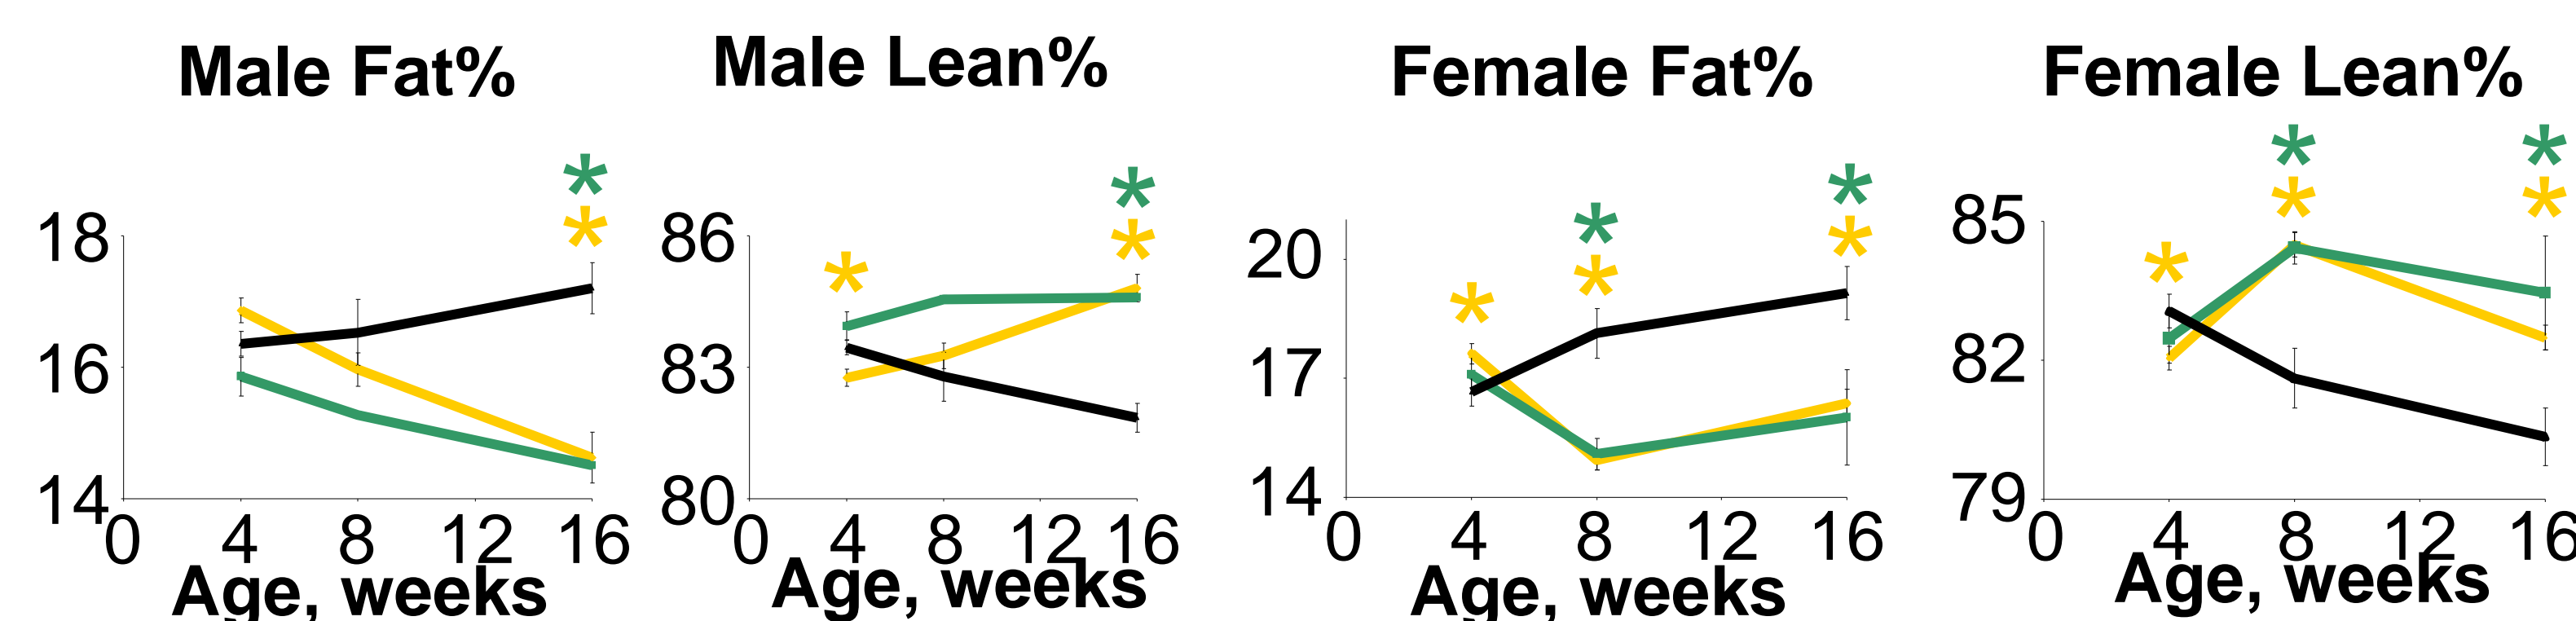 Male Fat%
*
*
18
16
14
0 4 8 12 16
Age, weeks
Male Lean%
*
* *
86
83
80
0 4 8 12 16
Age, weeks
Female Fat%
* *
* * *
20
17
14
0 4 8 12 16
Age, weeks
Female Lean%
* *
* * *
85
82
79
0 4 8 12 16
Age, weeks